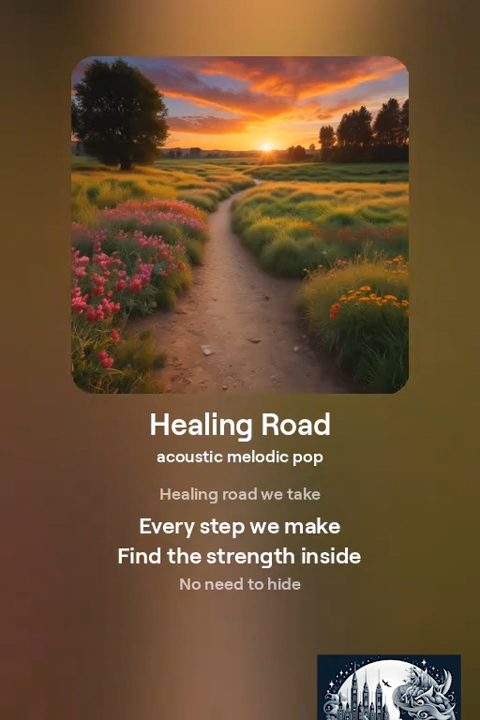 Healing Road
acoustic melodic pop
Healing road we take
Every step we make
Find the strength inside
No need to hide